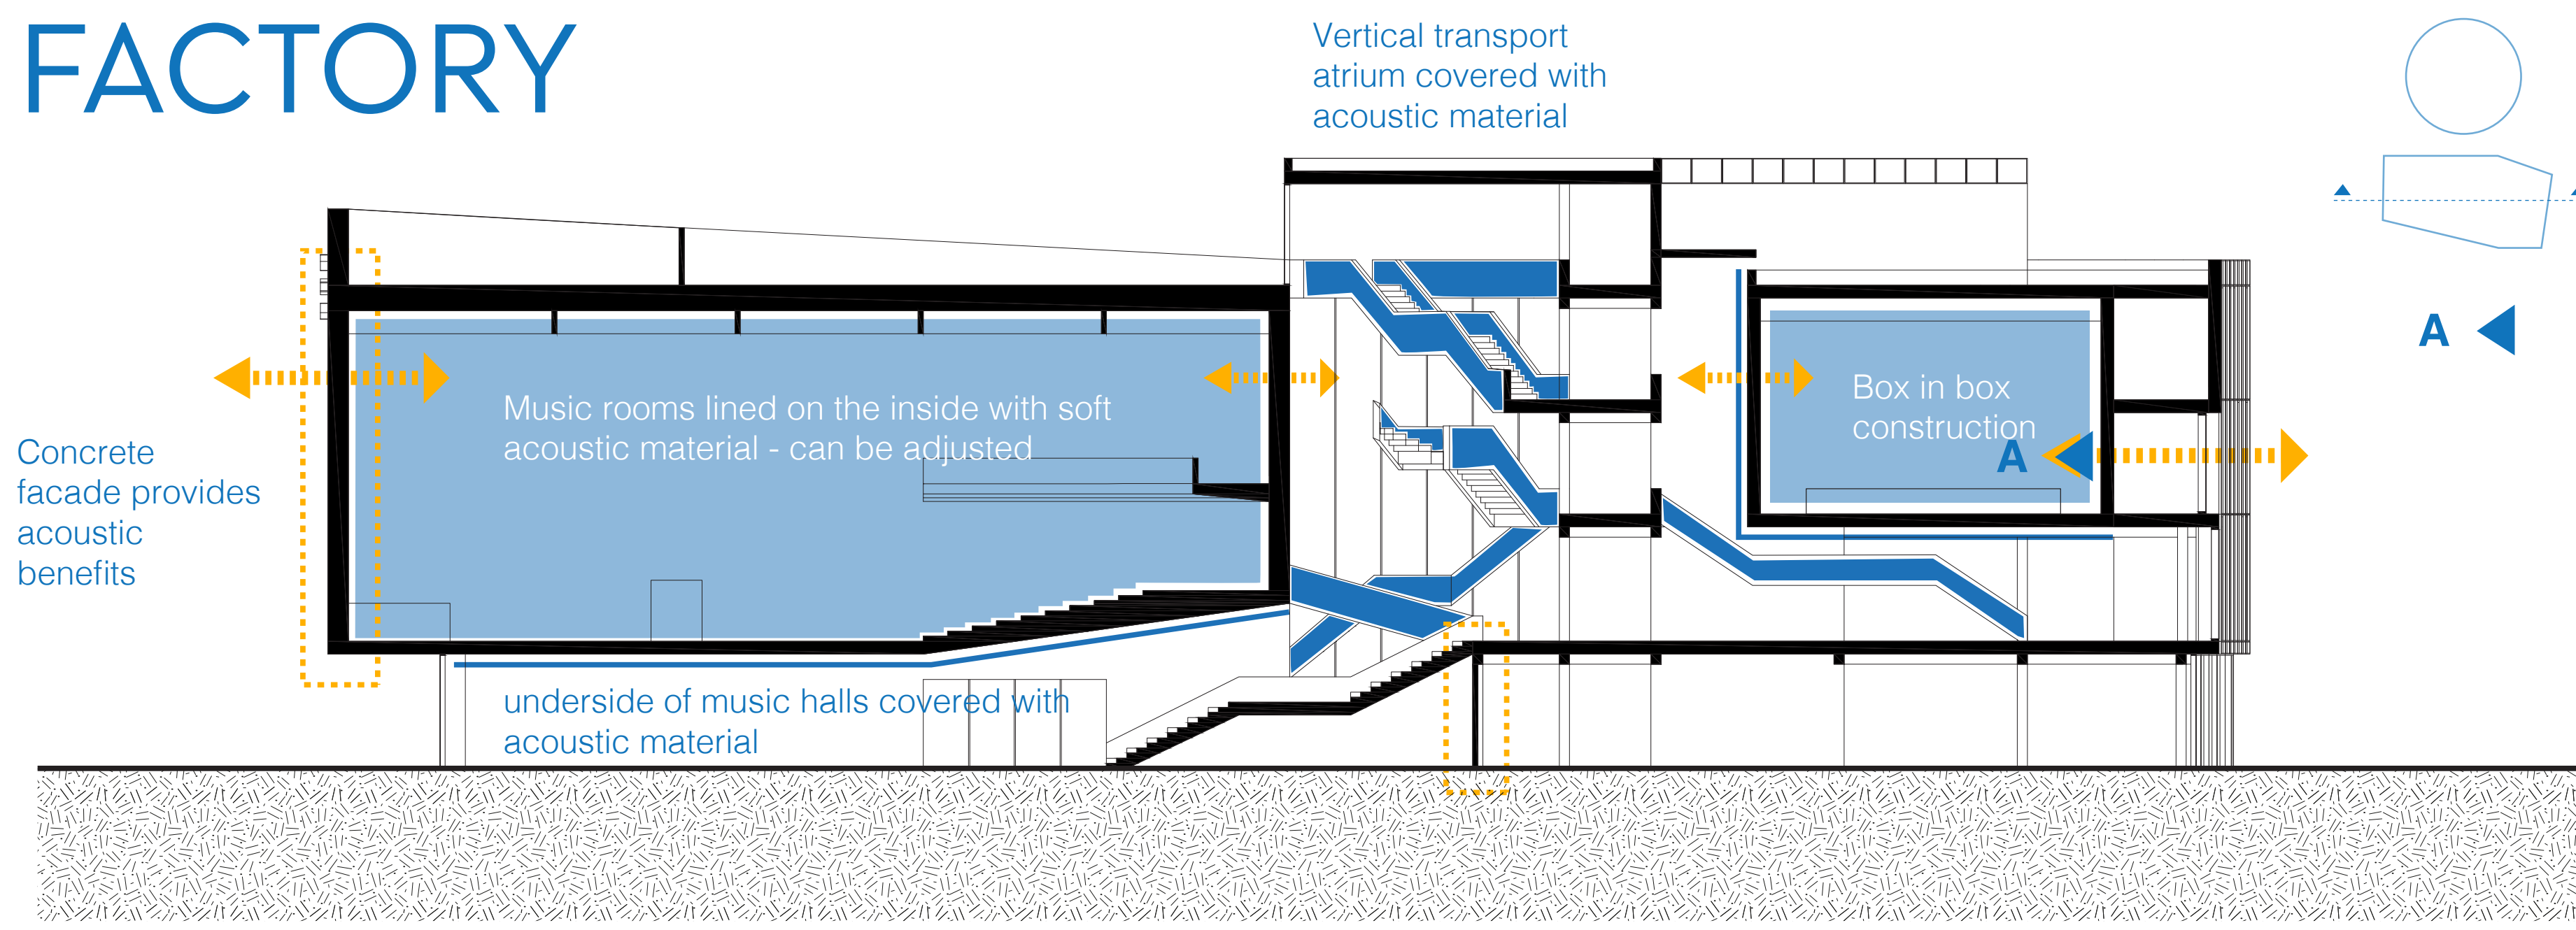 FACTORY
Vertical transport
atrium covered with
acoustic material
A
Music rooms lined on the inside with soft
acoustic material - can be adjusted
Box in box
construction
A
Concrete
facade provides
acoustic
benefits
underside of music halls covered with
acoustic material